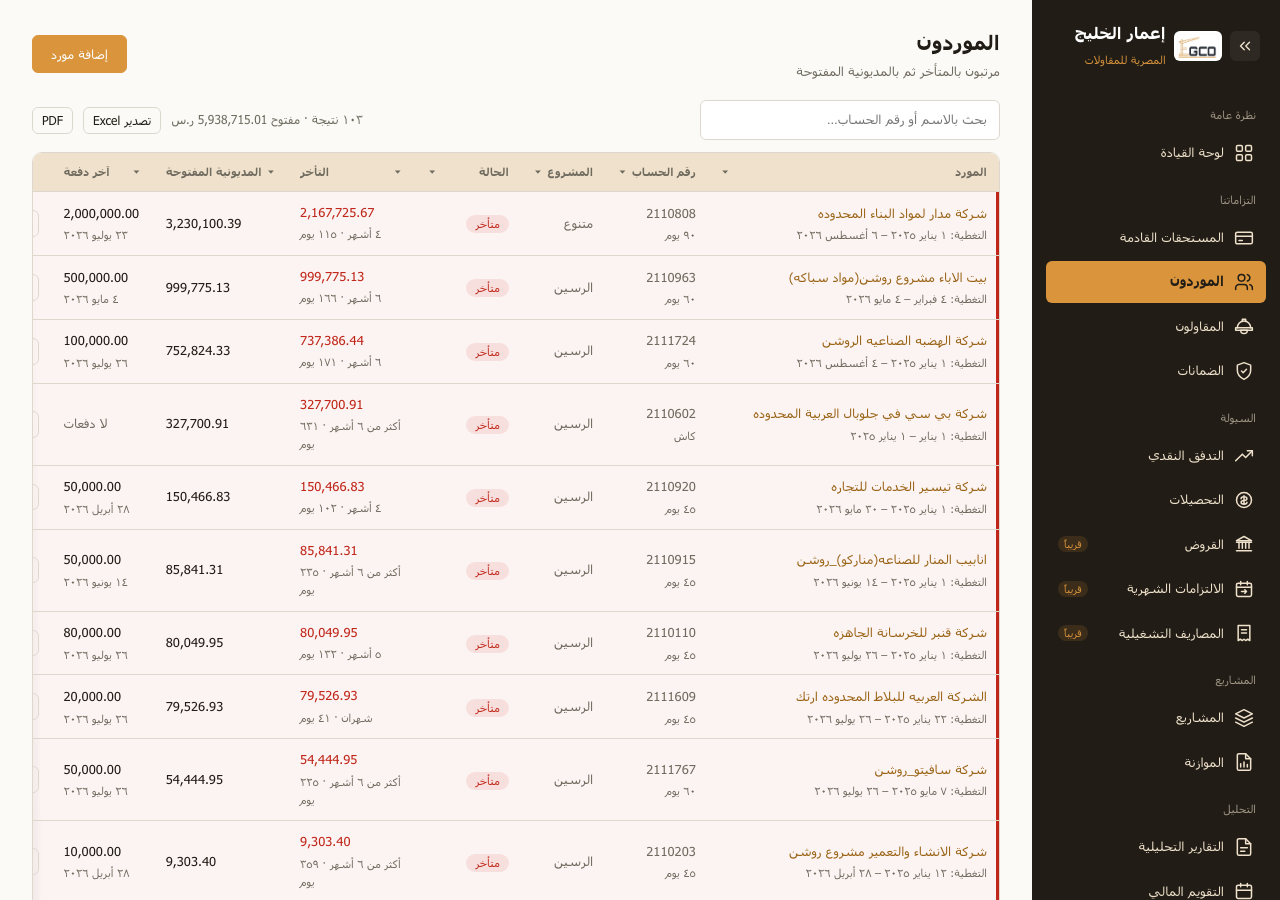 إعمار الخليج
المصرية للمقاولات
GCO
نظرة عامة
لوحة القيادة
التزاماتنا
المستحقات القادمة
الموردون
المقاولون
الضمانات
السيولة
التدفق النقدي
التحصيلات
القروض
قريباً
الالتزامات الشهرية
قريباً
المصاريف التشغيلية
قريباً
المشاريع
المشاريع
الموازنة
التحليل
التقارير التحليلية
التقويم المالي
الموردون
مرتبون بالمتأخر ثم بالمديونية المفتوحة
إضافة مورد
بحث بالاسم أو رقم الحساب...
١٠٣ نتيجة · مفتوح 5,938,715.01 ر.س
تصدير Excel
PDF
المورد رقم الحساب المشروع الحالة التأخر المديونية المفتوحة آخر دفعة
شركة مدار لمواد البناء المحدوده 2110808 متنوع متأخر 2,167,725.67 3,230,100.39 2,000,000.00
التغطية: ١ يناير ٢٠٢٥ – ٦ أغسطس ٢٠٢٦ ٩٠ يوم ٤ أشهر · ١١٥ يوم ٢٣ يوليو ٢٠٢٦
بيت الاباء مشروع روشن(مواد سباكه) 2110963 الرسين متأخر 999,775.13 999,775.13 500,000.00
التغطية: ٤ فبراير – ٤ مايو ٢٠٢٦ ٦٠ يوم ٦ أشهر · ١٦٦ يوم ٤ مايو ٢٠٢٦
شركة الهضبه الصناعيه الروشن 2111724 الرسين متأخر 737,386.44 752,824.33 100,000.00
التغطية: ١ يناير ٢٠٢٥ – ٤ أغسطس ٢٠٢٦ ٦٠ يوم ٦ أشهر · ١٧١ يوم ٢٦ يوليو ٢٠٢٦
شركة بي سي في جلوبال العربية المحدوده 2110602 الرسين متأخر 327,700.91 327,700.91 لا دفعات
التغطية: ١ يناير – ١ يناير ٢٠٢٥ كاش أكثر من ٦ أشهر · ٦٣١ يوم
شركة تيسير الخدمات للتجاره 2110920 الرسين متأخر 150,466.83 150,466.83 50,000.00
التغطية: ١ يناير ٢٠٢٥ – ٣٠ مايو ٢٠٢٦ ٤٥ يوم ٤ أشهر · ١٠٢ يوم ٢٨ أبريل ٢٠٢٦
انابيب المنار للصناعه(مناركو)_روشن 2110915 الرسين متأخر 85,841.31 85,841.31 50,000.00
التغطية: ١ يناير ٢٠٢٥ – ١٤ يونيو ٢٠٢٦ ٤٥ يوم أكثر من ٦ أشهر · ٢٣٥ يوم ١٤ يونيو ٢٠٢٦
شركة قنبر للخرسانة الجاهزه 2110110 الرسين متأخر 80,049.95 80,049.95 80,000.00
التغطية: ١ يناير ٢٠٢٥ – ٢٦ يوليو ٢٠٢٦ ٤٥ يوم ٥ أشهر · ١٣٢ يوم ٢٦ يوليو ٢٠٢٦
الشركة العربيه للبلاط المحدوده ارتك 2111609 الرسين متأخر 79,526.93 79,526.93 20,000.00
التغطية: ٢٢ يناير ٢٠٢٥ – ٢٦ يوليو ٢٠٢٦ ٤٥ يوم شهران · ٤١ يوم ٢٦ يوليو ٢٠٢٦
شركة سافيتو_روشن 2111767 الرسين متأخر 54,444.95 54,444.95 50,000.00
التغطية: ٧ مايو ٢٠٢٥ – ٢٦ يوليو ٢٠٢٦ ٦٠ يوم أكثر من ٦ أشهر · ٢٢٥ يوم ٢٦ يوليو ٢٠٢٦
شركة الانشاء والتعمير مشروع روشن 2110203 الرسين متأخر 9,303.40 9,303.40 10,000.00
التغطية: ١٢ يناير ٢٠٢٥ – ٢٨ أبريل ٢٠٢٦ ٤٥ يوم أكثر من ٦ أشهر · ٣٥٩ يوم ٢٨ أبريل ٢٠٢٦